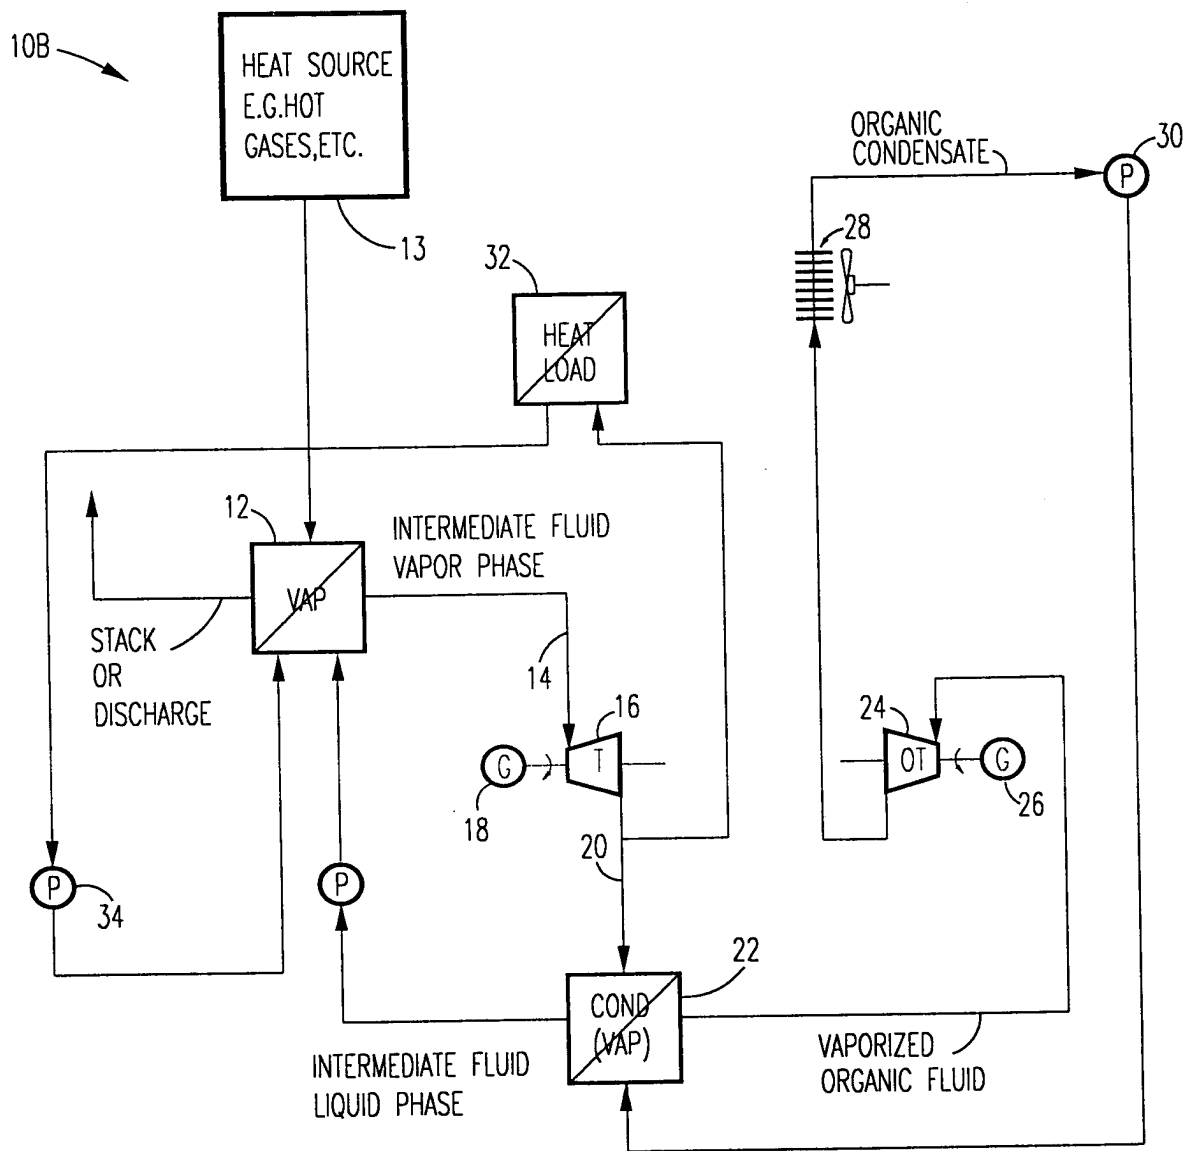 10B
HEAT SOURCE
E.G.HOT
GASES,ETC.
13
ORGANIC
CONDENSATE
30
P
28
32
HEAT
LOAD
12
VAP
INTERMEDIATE FLUID
VAPOR PHASE
STACK
OR
DISCHARGE
14
16
G
T
18
20
24
OT
G
26
P
34
P
22
COND
(VAP)
INTERMEDIATE FLUID
LIQUID PHASE
VAPORIZED
ORGANIC FLUID